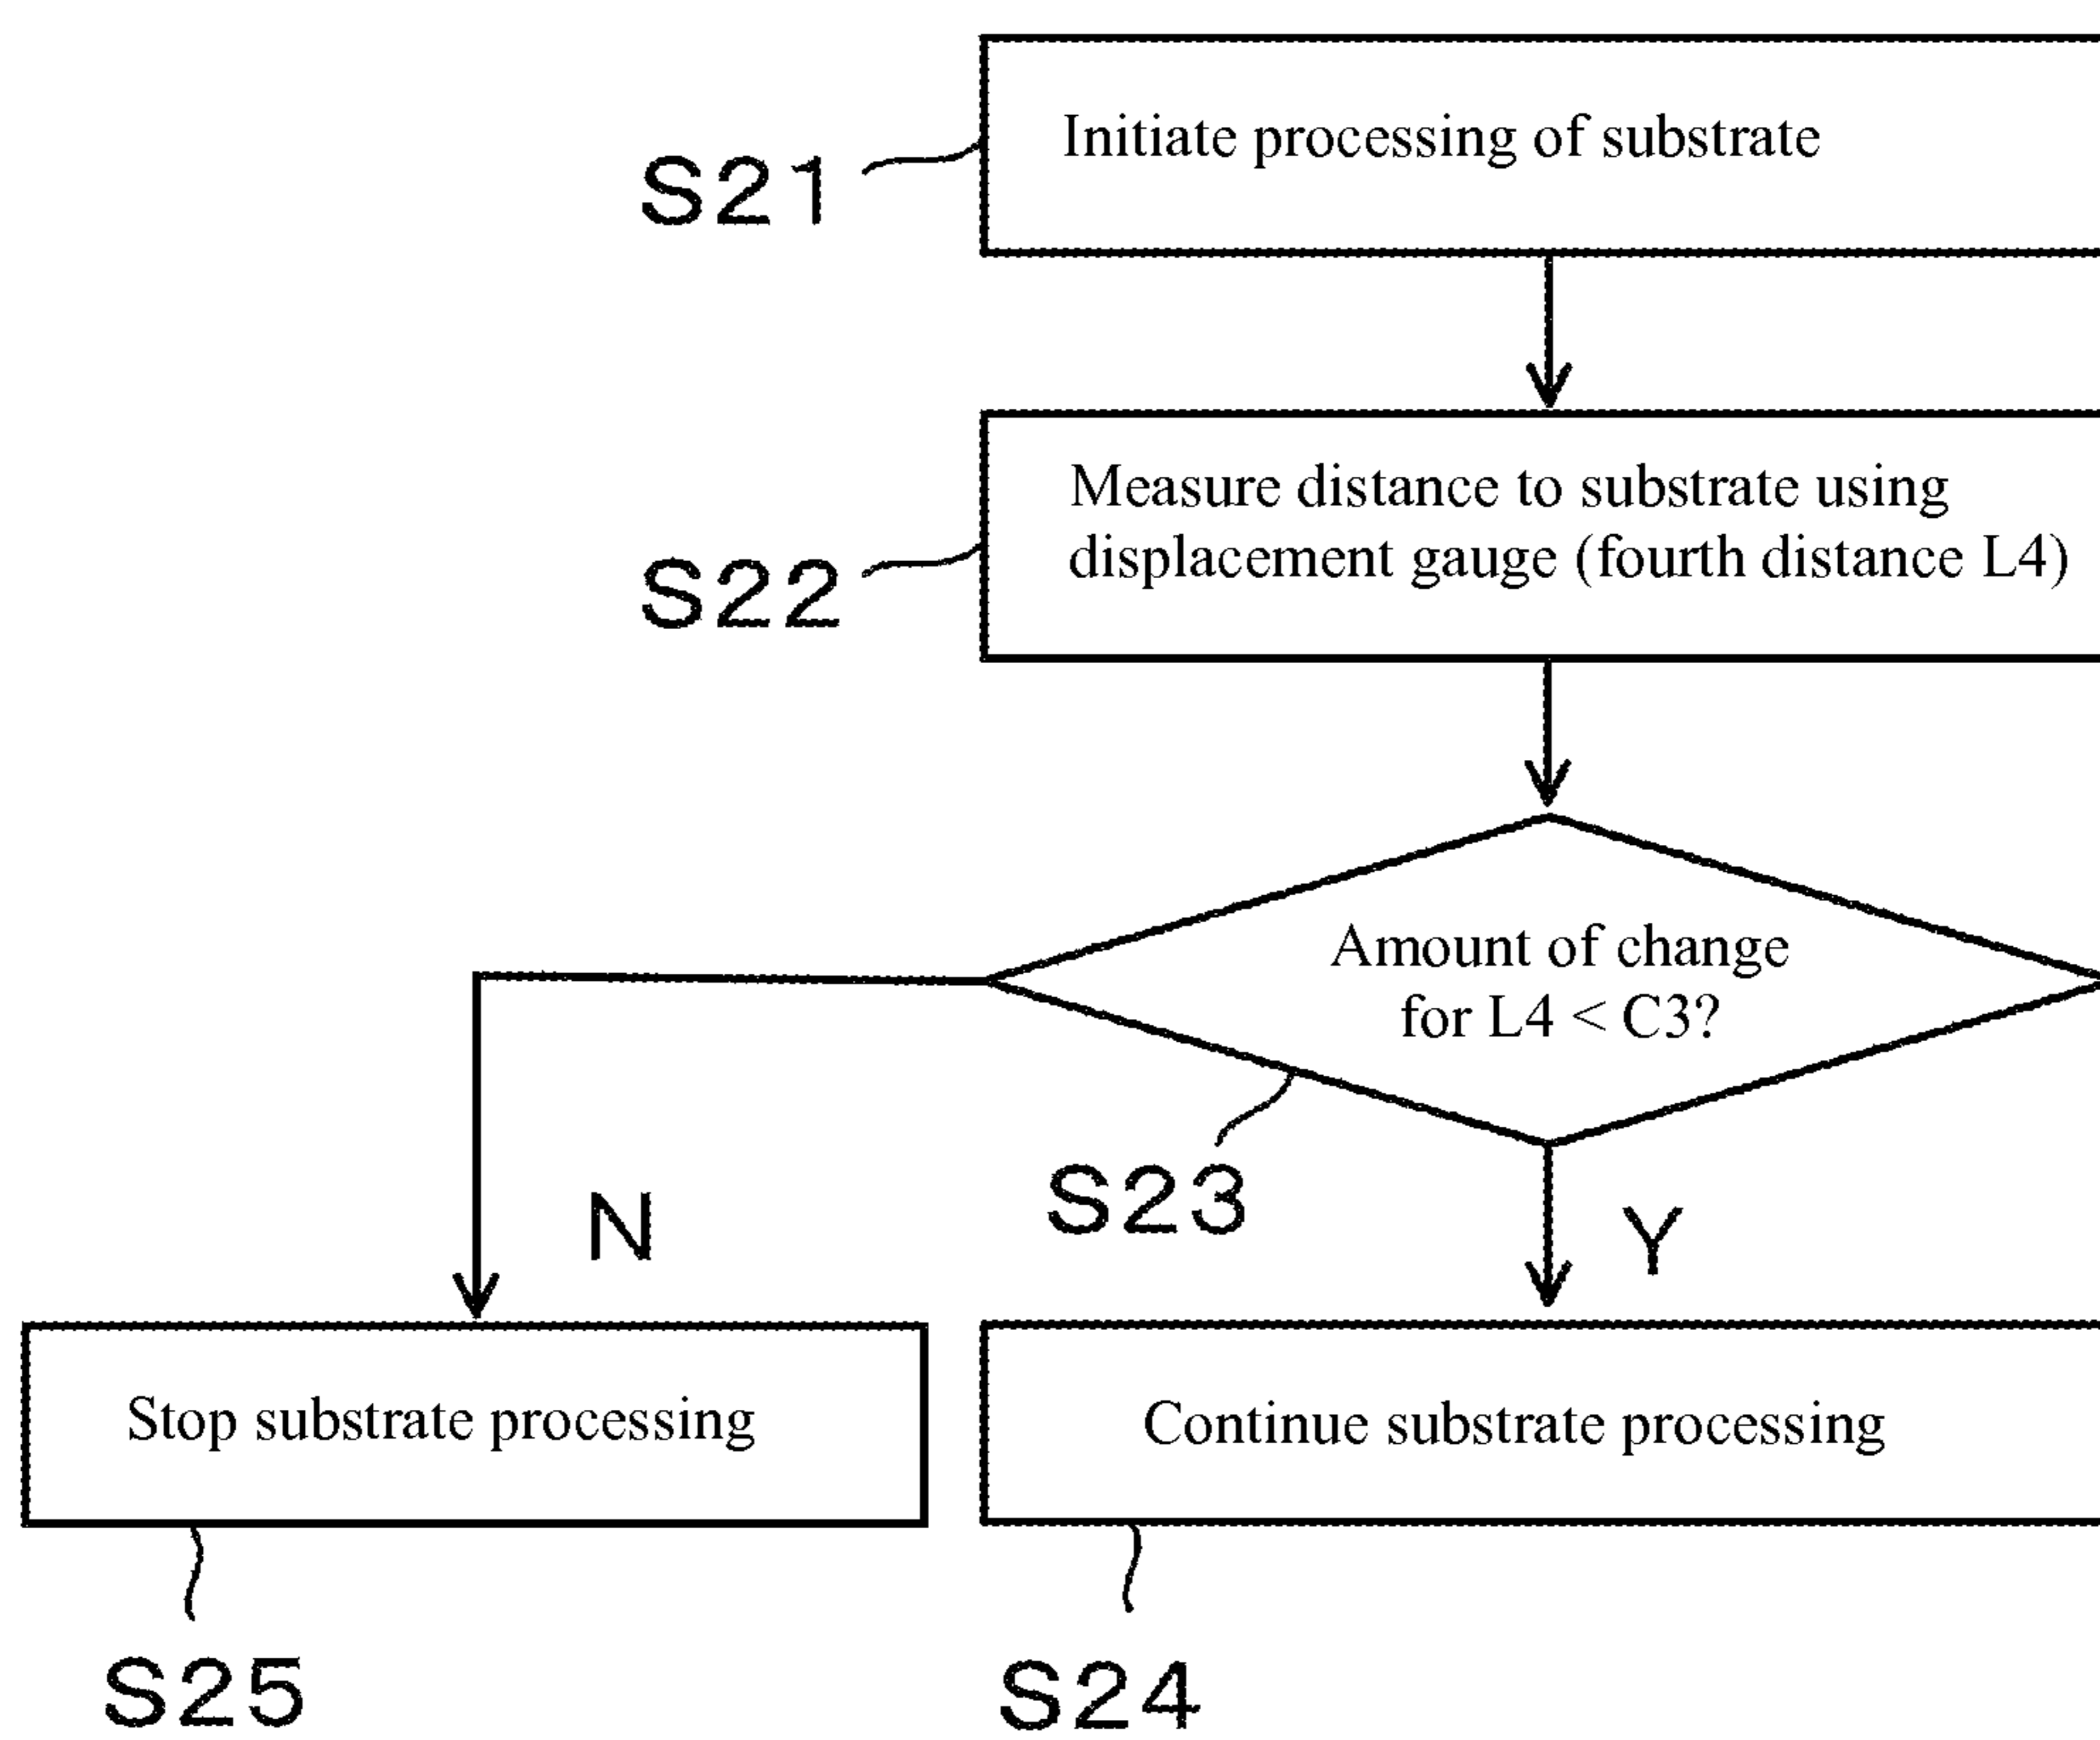 Initiate processing of substrate
S21
Measure distance to substrate using
displacement gauge (fourth distance L4)
S22
Amount of change
for L4 < C3?
S23
N
Y
Stop substrate processing
Continue substrate processing
S25
S24